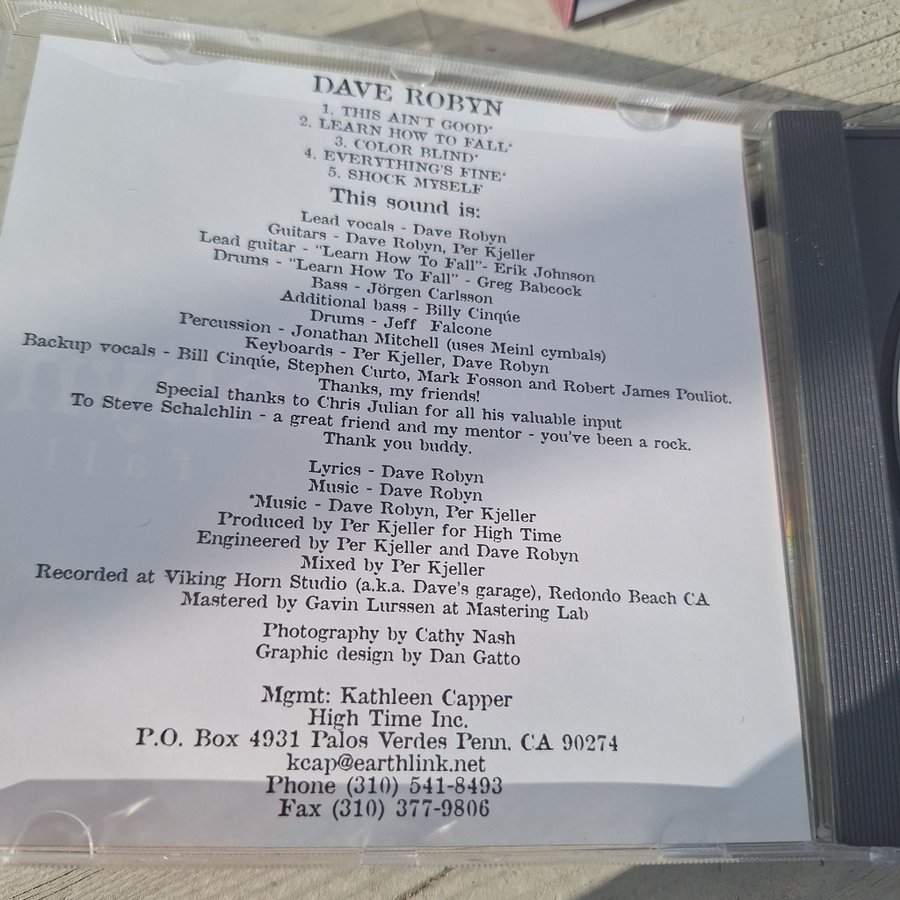 DAVE ROBYN
1. THIS AIN'T GOOD*
2. LEARN HOW TO FALL*
3. COLOR BLIND*
4. EVERYTHING'S FINE*
5. SHOCK MYSELF
This sound is:
Lead vocals - Dave Robyn
Guitars - Dave Robyn, Per Kjeller
Lead guitar - "Learn How To Fall"- Erik Johnson
Drums - "Learn How To Fall" - Greg Babcock
Bass - Jörgen Carlsson
Additional bass - Billy Cinqúe
Drums - Jeff Falcone
Percussion - Jonathan Mitchell (uses Meinl cymbals)
Keyboards - Per Kjeller, Dave Robyn
Backup vocals - Bill Cinqúe, Stephen Curto, Mark Fosson and Robert James Pouliot.
Thanks, my friends!
Special thanks to Chris Julian for all his valuable input
To Steve Schalchlin - a great friend and my mentor - you've been a rock.
Thank you buddy.
Lyrics - Dave Robyn
Music - Dave Robyn
*Music - Dave Robyn, Per Kjeller
Produced by Per Kjeller for High Time
Engineered by Per Kjeller and Dave Robyn
Mixed by Per Kjeller
Recorded at Viking Horn Studio (a.k.a. Dave's garage), Redondo Beach CA
Mastered by Gavin Lurssen at Mastering Lab
Photography by Cathy Nash
Graphic design by Dan Gatto
Mgmt: Kathleen Capper
High Time Inc.
P.O. Box 4931 Palos Verdes Penn. CA 90274
kcap@earthlink.net
Phone (310) 541-8493
Fax (310) 377-9806